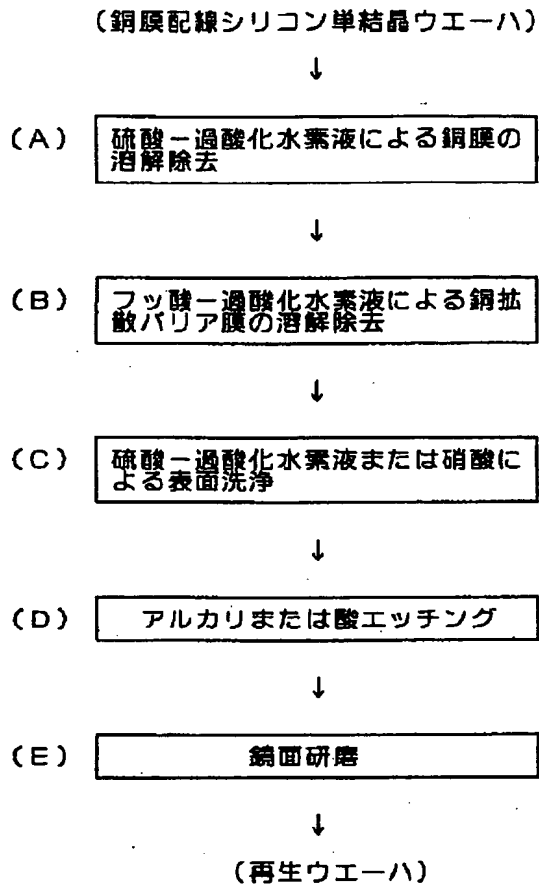 (銅膜配線シリコン単結晶ウエーハ)
↓
(A) 硫酸－過酸化水素液による銅膜の
溶解除去
↓
(B) フッ酸－過酸化水素液による銅拡
散バリア膜の溶解除去
↓
(C) 硫酸－過酸化水素液または硝酸に
よる表面洗浄
↓
(D) アルカリまたは酸エッチング
↓
(E) 鏡面研磨
↓
(再生ウエーハ)